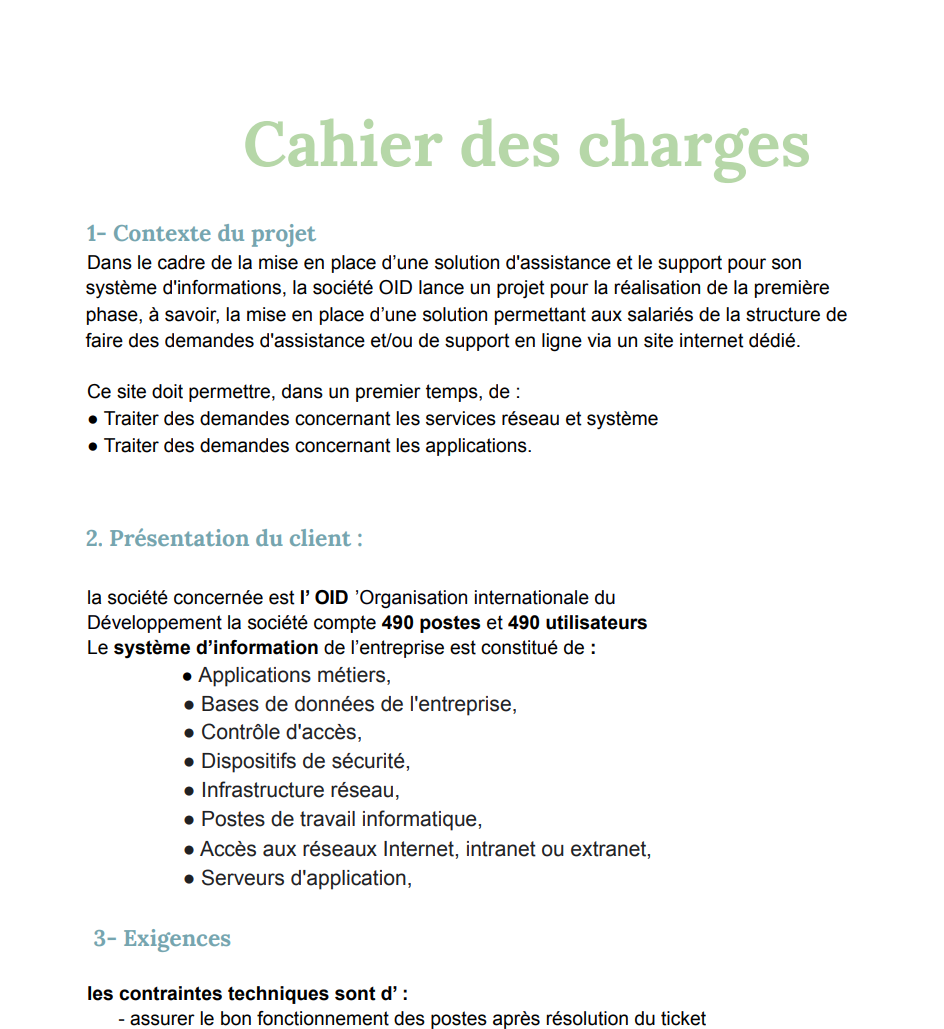 Cahier des charges
1- Contexte du projet
Dans le cadre de la mise en place d’une solution d'assistance et le support pour son
système d'informations, la société OID lance un projet pour la réalisation de la première
phase, à savoir, la mise en place d’une solution permettant aux salariés de la structure de
faire des demandes d'assistance et/ou de support en ligne via un site internet dédié.
Ce site doit permettre, dans un premier temps, de :
● Traiter des demandes concernant les services réseau et système
● Traiter des demandes concernant les applications.
2. Présentation du client :
la société concernée est l’ OID ’Organisation internationale du
Développement la société compte 490 postes et 490 utilisateurs
Le système d’information de l’entreprise est constitué de :
● Applications métiers,
● Bases de données de l'entreprise,
● Contrôle d'accès,
● Dispositifs de sécurité,
● Infrastructure réseau,
● Postes de travail informatique,
● Accès aux réseaux Internet, intranet ou extranet,
● Serveurs d'application,
3- Exigences
les contraintes techniques sont d’ :
- assurer le bon fonctionnement des postes après résolution du ticket